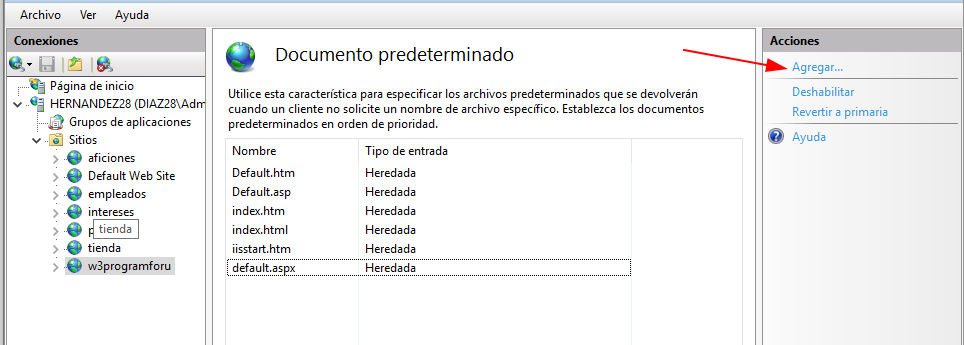 Archivo Ver Ayuda
Conexiones
Página de inicio
HERNANDEZ28 (DIAZ28\Adm
Grupos de aplicaciones
Sitios
aficiones
Default Web Site
empleados
intereses
p
tienda
tienda
w3programforu
Documento predeterminado
Utilice esta característica para especificar los archivos predeterminados que se devolverán
cuando un cliente no solicite un nombre de archivo específico. Establezca los documentos
predeterminados en orden de prioridad.
Nombre Tipo de entrada
Default.htm Heredada
Default.asp Heredada
index.htm Heredada
index.html Heredada
iisstart.htm Heredada
default.aspx Heredada
Acciones
Agregar...
Deshabilitar
Revertir a primaria
Ayuda